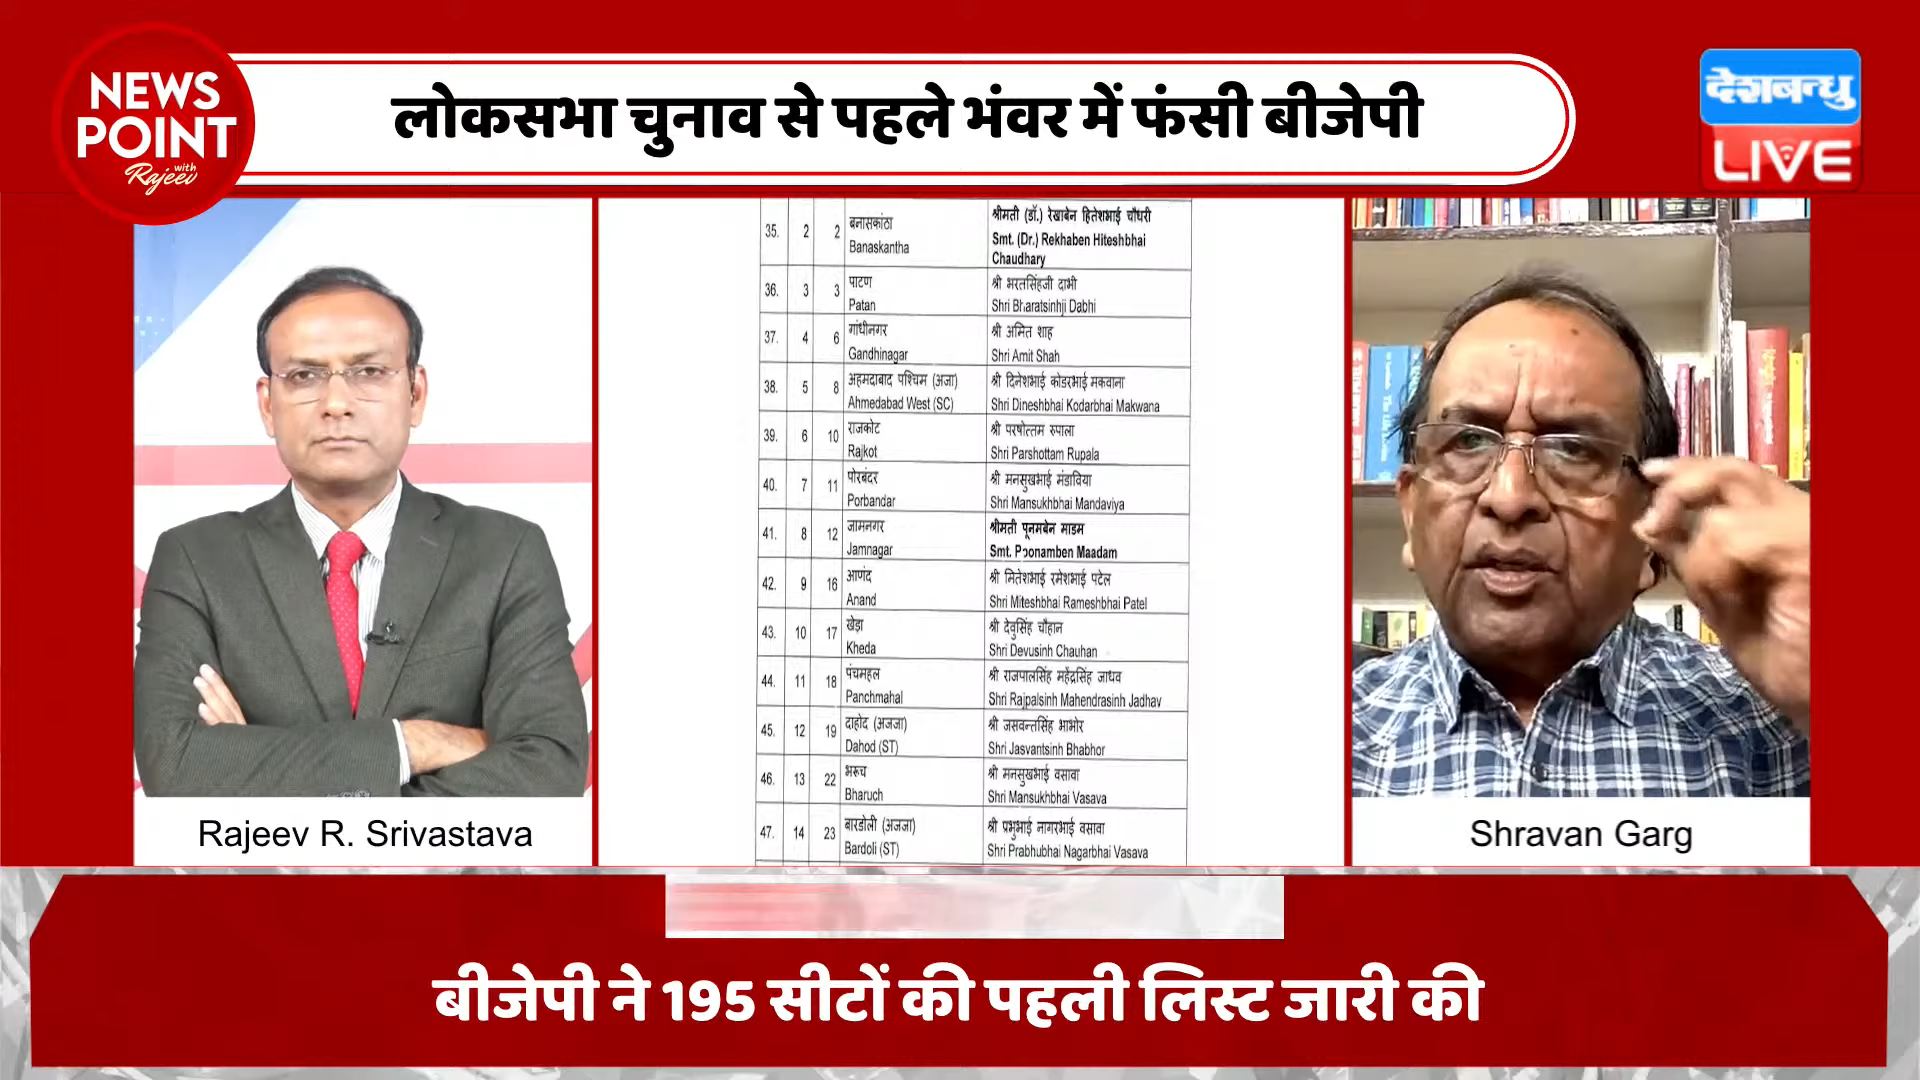 NEWS
POINT
with
Rajeev
लोकसभा चुनाव से पहले भंवर में फंसी बीजेपी
देशबन्धु
LIVE
35. 2 2 बनासकांठा Banaskantha श्रीमती (डॉ.) रेखाबेन हितेशभाई चौधरी
Smt. (Dr.) Rekhaben Hiteshbhai
Chaudhary
36. 3 3 पाटण श्री भरतसिंहजी दाभी
Patan Shri Bharatsinhji Dabhi
37. 4 6 गांधीनगर श्री अमित शाह
Gandhinagar Shri Amit Shah
38. 5 8 अहमदाबाद पश्चिम (अजा) श्री दिनेशभाई कोडरभाई मकवाना
Ahmedabad West (SC) Shri Dineshbhai Kodarbhai Makwana
39. 6 10 राजकोट श्री परषोत्तम रुपाला
Rajkot Shri Parshottam Rupala
40. 7 11 पोरबंदर श्री मनसुखभाई मंडाविया
Porbandar Shri Mansukhbhai Mandaviya
41. 8 12 जामनगर श्रीमती पूनमबेन माडम
Jamnagar Smt. Poonamben Maadam
42. 9 16 आणंद श्री मितेशभाई रमेशभाई पटेल
Anand Shri Miteshbhai Rameshbhai Patel
43. 10 17 खेड़ा श्री देवुसिंह चौहान
Kheda Shri Devusinh Chauhan
44. 11 18 पंचमहल श्री राजपालसिंह महेंद्रसिंह जाधव
Panchmahal Shri Rajpalsinh Mahendrasinh Jadhav
45. 12 19 दाहोद (अजजा) श्री जसवन्तसिंह भाभोर
Dahod (ST) Shri Jasvantsinh Bhabhor
46. 13 22 भरूच श्री मनसुखभाई वसावा
Bharuch Shri Mansukhbhai Vasava
47. 14 23 बारडोली (अजजा) श्री प्रभुभाई नागरभाई वसावा
Bardoli (ST) Shri Prabhubhai Nagarbhai Vasava
Rajeev R. Srivastava
Shravan Garg
बीजेपी ने 195 सीटों की पहली लिस्ट जारी की